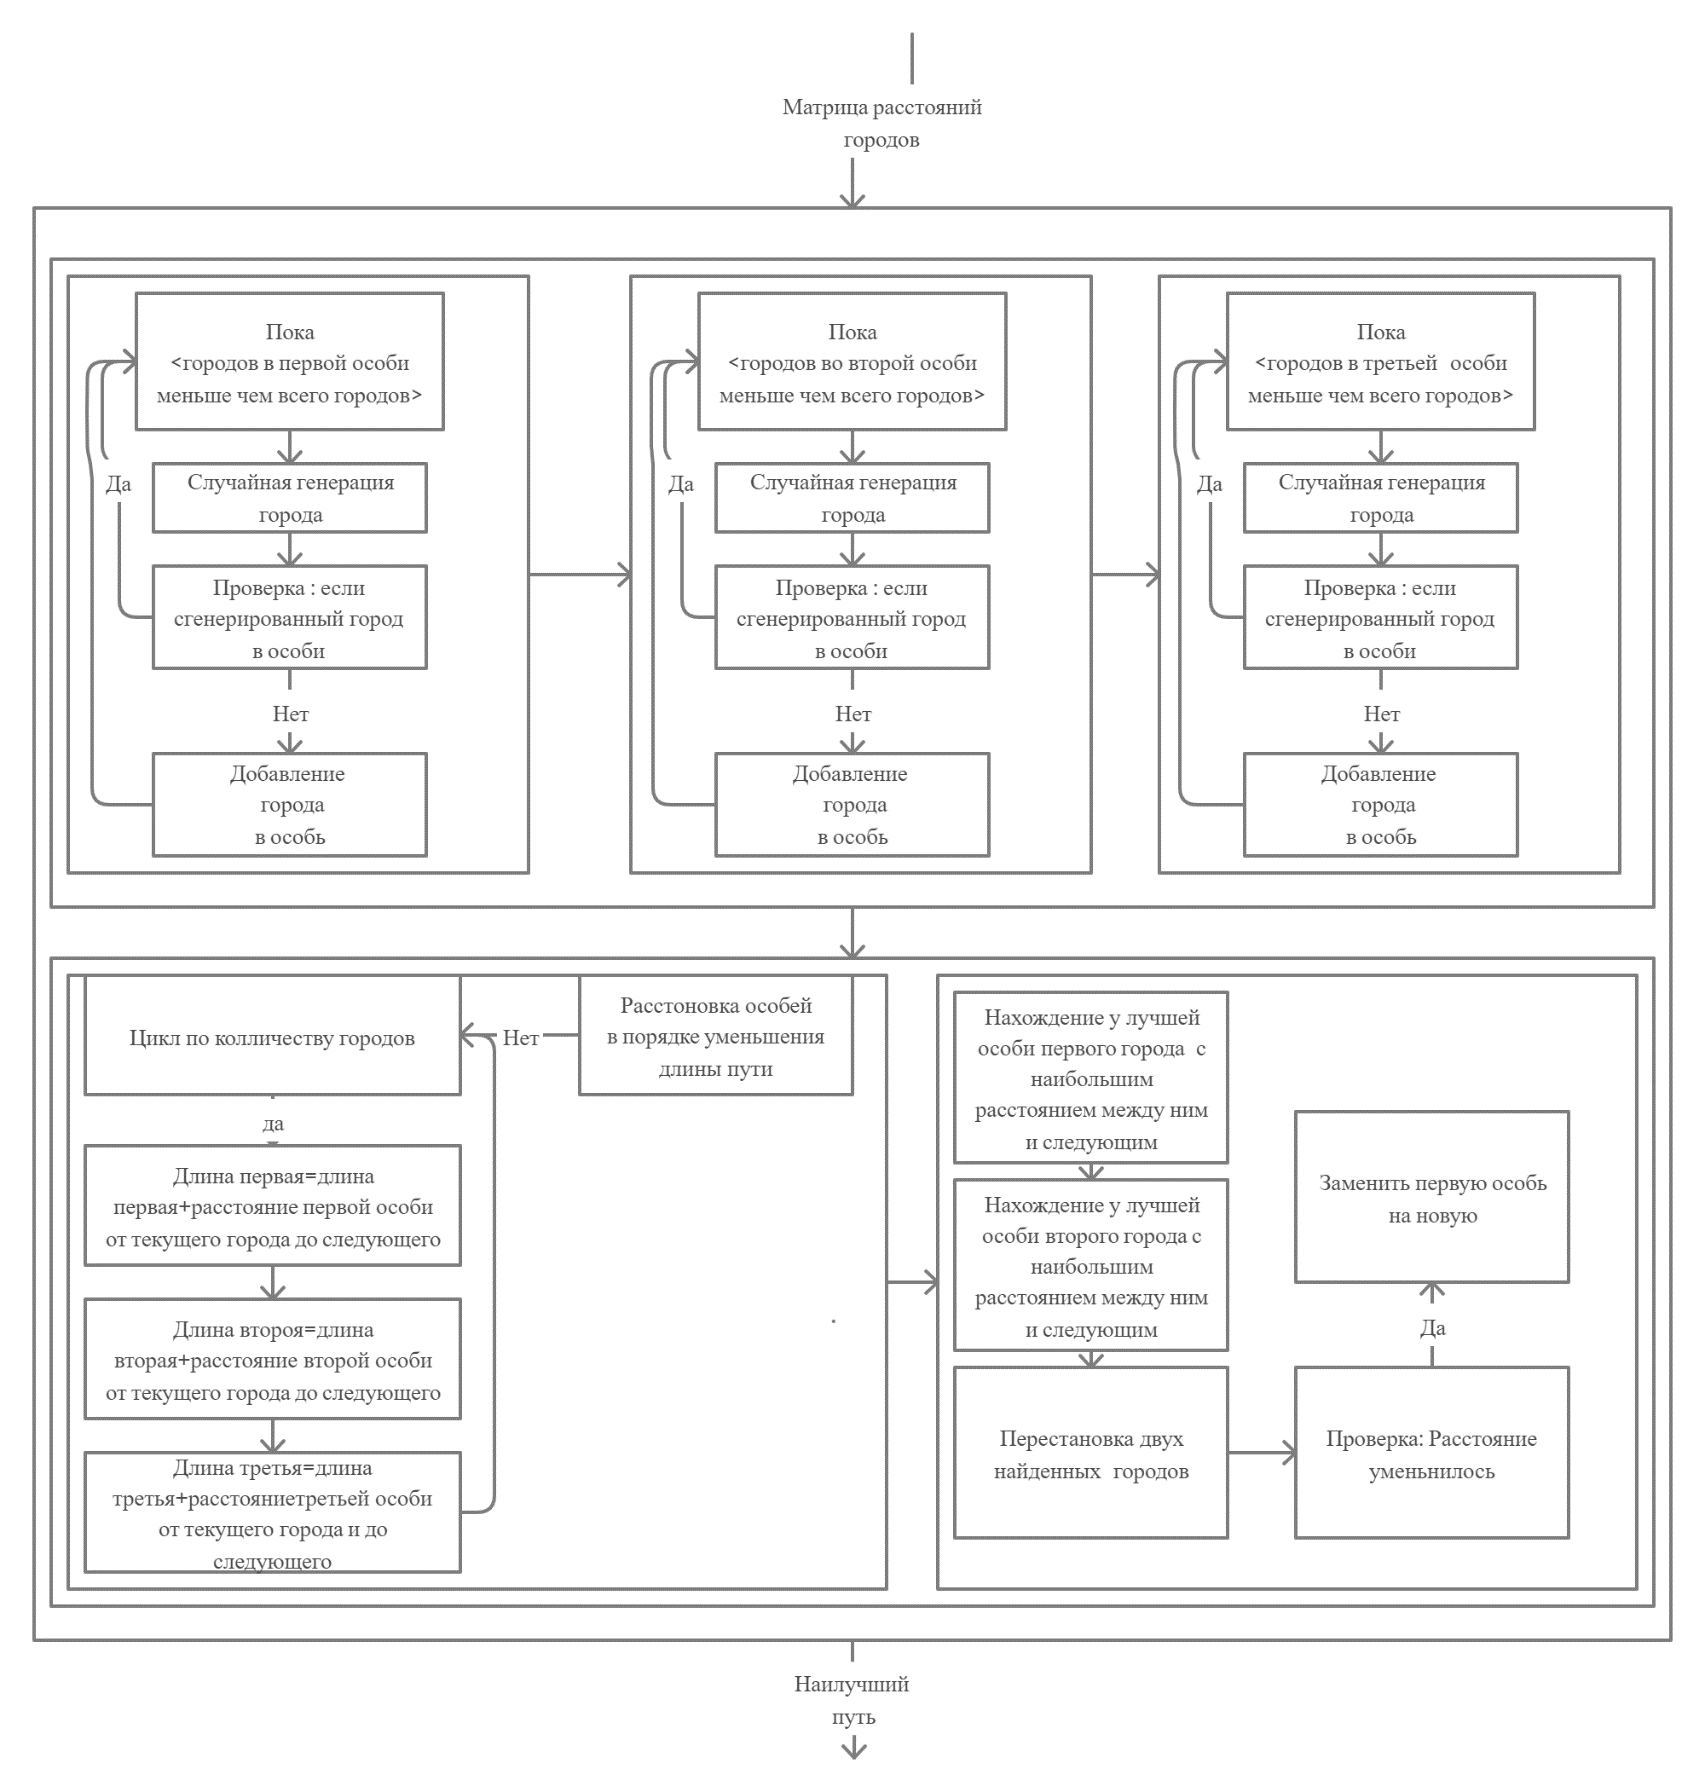 Матрица расстояний
городов
Пока
<городов в первой особи
меньше чем всего городов>
Да
Случайная генерация
города
Проверка : если
сгенерированный город
в особи
Нет
Добавление
города
в особь
Пока
<городов во второй особи
меньше чем всего городов>
Да
Случайная генерация
города
Проверка : если
сгенерированный город
в особи
Нет
Добавление
города
в особь
Пока
<городов в третьей особи
меньше чем всего городов>
Да
Случайная генерация
города
Проверка : если
сгенерированный город
в особи
Нет
Добавление
города
в особь
Цикл по колличеству городов
Нет
Расстоновка особей
в порядке уменьшения
длины пути
да
Длина первая=длина
первая+расстояние первой особи
от текущего города до следующего
Длина второя=длина
вторая+расстояние второй особи
от текущего города до следующего
Длина третья=длина
третья+расстояниетретьей особи
от текущего города и до
следующего
Нахождение у лучшей
особи первого города с
наибольшим
расстоянием между ним
и следующим
Нахождение у лучшей
особи второго города с
наибольшим
расстоянием между ним
и следующим
Перестановка двух
найденных городов
Проверка: Расстояние
уменьнилось
Да
Заменить первую особь
на новую
Наилучший
путь